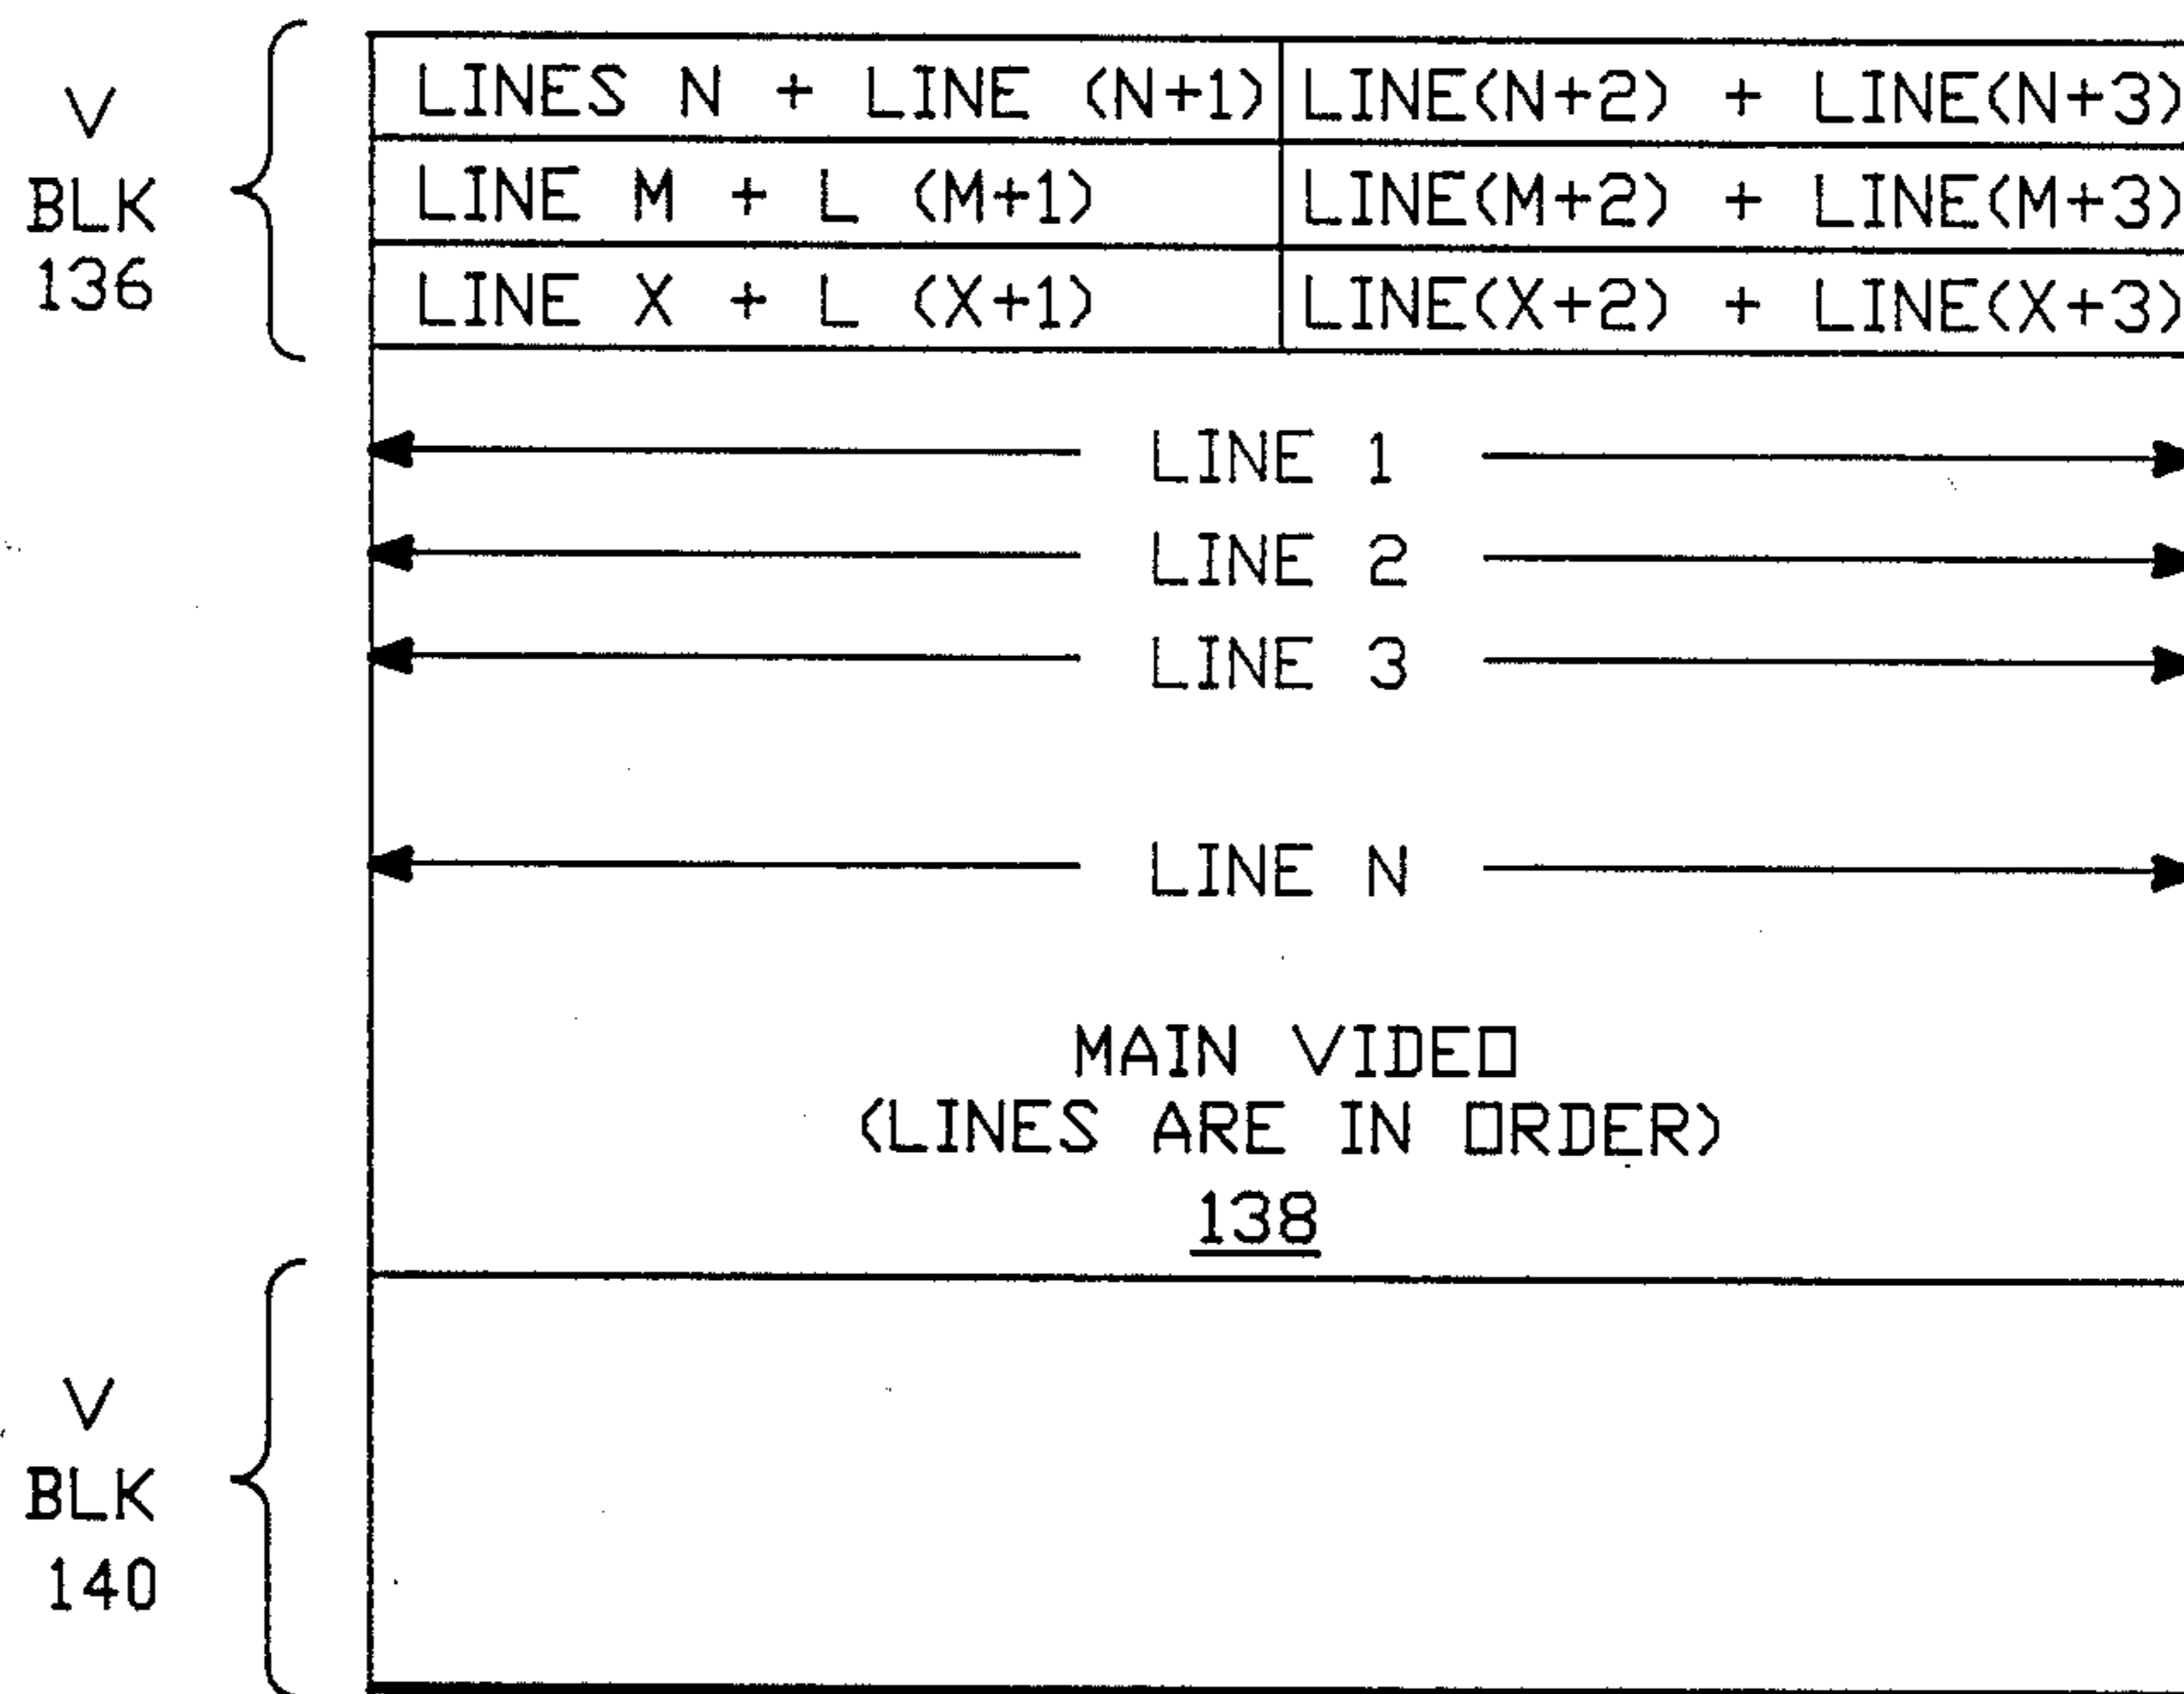 V
BLK
136
LINES N + LINE (N+1) LINE(N+2) + LINE(N+3)
LINE M + L (M+1) LINE(M+2) + LINE(M+3)
LINE X + L (X+1) LINE(X+2) + LINE(X+3)
LINE 1
LINE 2
LINE 3
LINE N
MAIN VIDEO
(LINES ARE IN ORDER)
138
V
BLK
140